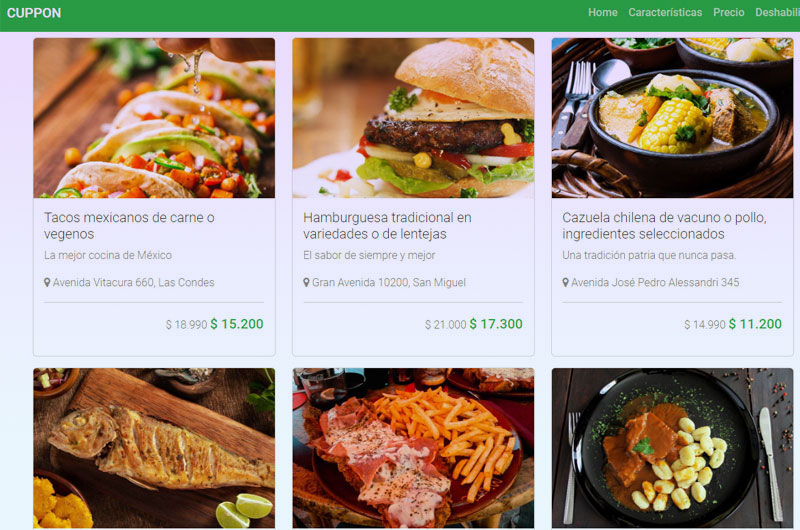 CUPPON
Home Características Precio Deshabili
Tacos mexicanos de carne o
vegenos
La mejor cocina de México
Avenida Vitacura 660, Las Condes
$ 18.990 $ 15.200
Hamburguesa tradicional en
variedades o de lentejas
El sabor de siempre y mejor
Gran Avenida 10200, San Miguel
$ 21.000 $ 17.300
Cazuela chilena de vacuno o pollo,
ingredientes seleccionados
Una tradición patria que nunca pasa.
Avenida José Pedro Alessandri 345
$ 14.990 $ 11.200